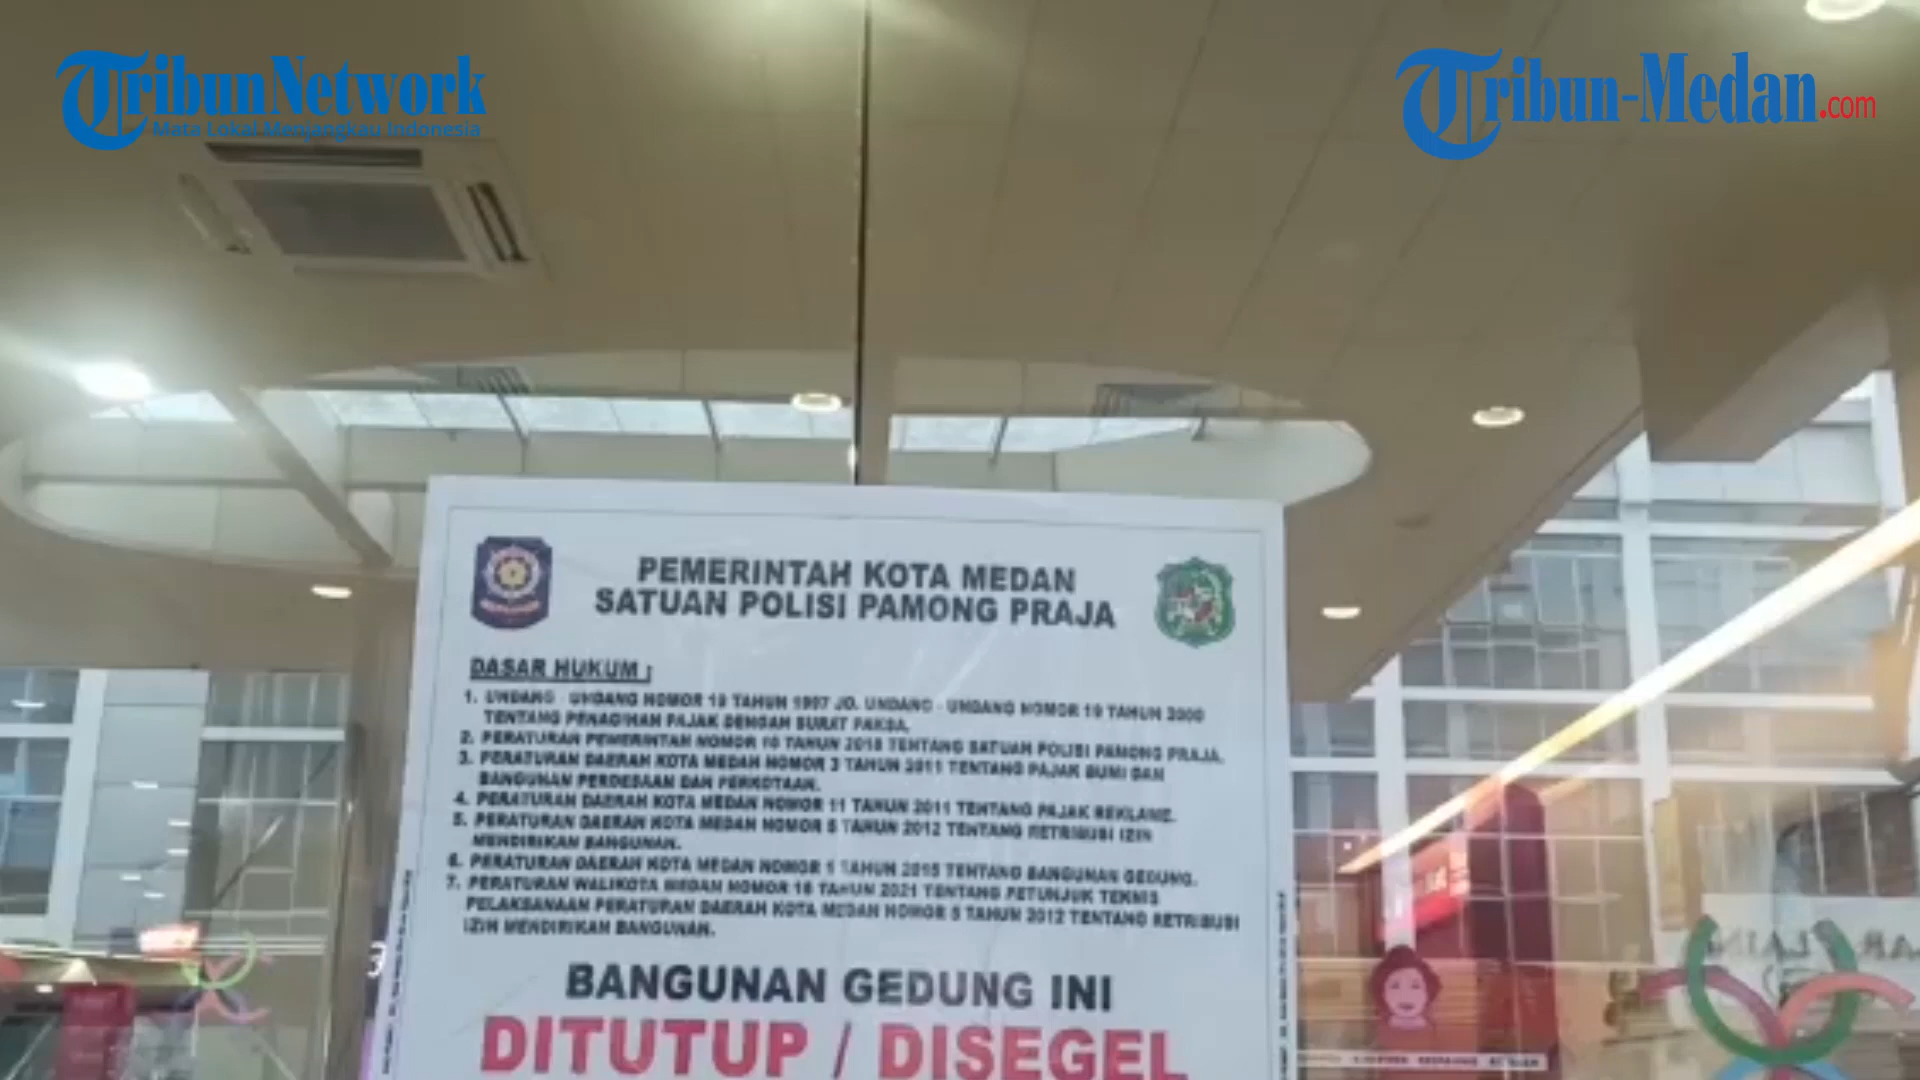 TribunNetwork
Mata Lokal Menjangkau Indonesia
Tribun-Medan.com
PEMERINTAH KOTA MEDAN
SATUAN POLISI PAMONG PRAJA
DASAR HUKUM :
1. UNDANG - UNDANG NOMOR 19 TAHUN 1997 JO. UNDANG - UNDANG NOMOR 19 TAHUN 2000
TENTANG PENAGIHAN PAJAK DENGAN SURAT PAKSA.
2. PERATURAN PEMERINTAH NOMOR 16 TAHUN 2018 TENTANG SATUAN POLISI PAMONG PRAJA.
3. PERATURAN DAERAH KOTA MEDAN NOMOR 3 TAHUN 2011 TENTANG PAJAK BUMI DAN
BANGUNAN PERDESAAN DAN PERKOTAAN.
4. PERATURAN DAERAH KOTA MEDAN NOMOR 11 TAHUN 2011 TENTANG PAJAK REKLAME.
5. PERATURAN DAERAH KOTA MEDAN NOMOR 5 TAHUN 2012 TENTANG RETRIBUSI IZIN
MENDIRIKAN BANGUNAN.
6. PERATURAN DAERAH KOTA MEDAN NOMOR 1 TAHUN 2015 TENTANG BANGUNAN GEDUNG.
7. PERATURAN WALIKOTA MEDAN NOMOR 16 TAHUN 2021 TENTANG PETUNJUK TEKNIS
PELAKSANAAN PERATURAN DAERAH KOTA MEDAN NOMOR 5 TAHUN 2012 TENTANG RETRIBUSI
IZIN MENDIRIKAN BANGUNAN.
BANGUNAN GEDUNG INI
DITUTUP / DISEGEL